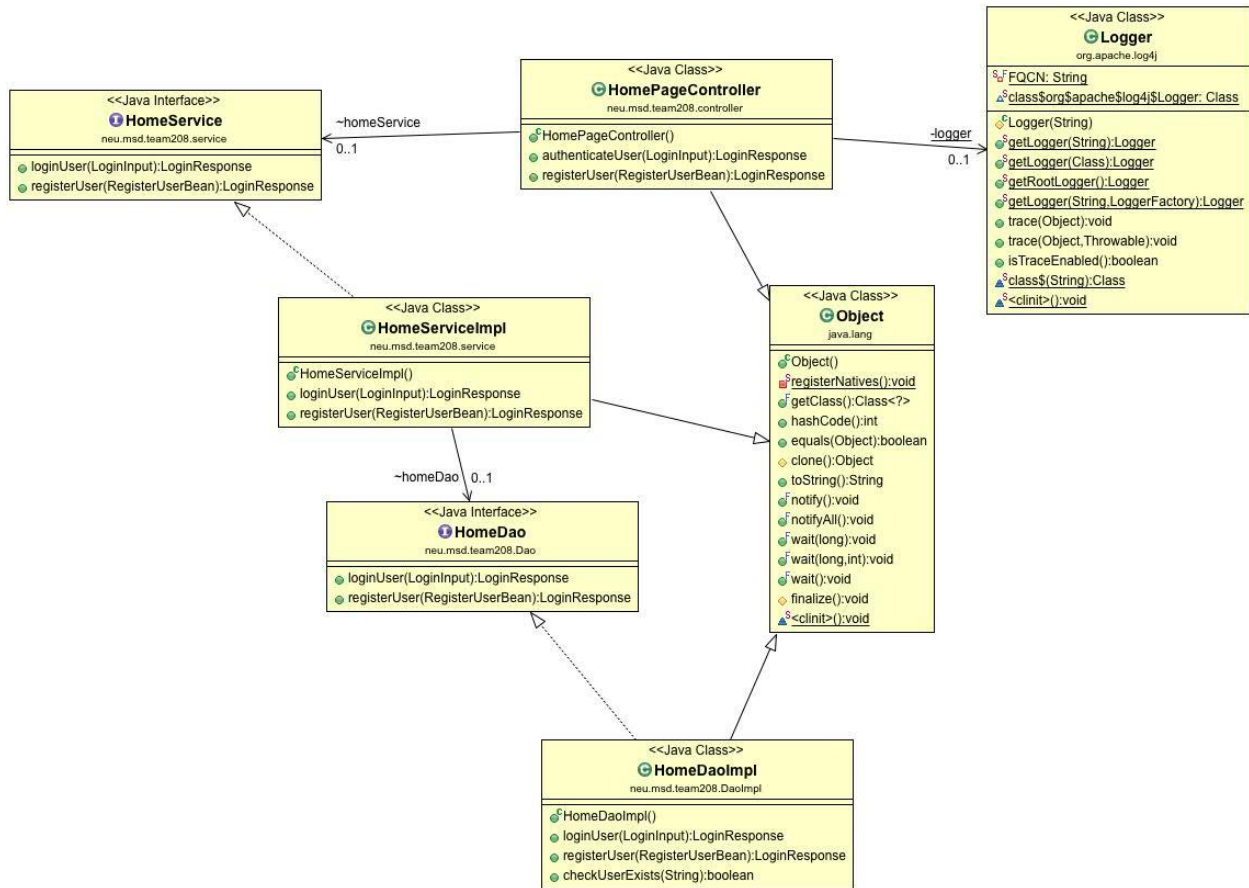 <<Java Class>>
Logger
org.apache.log4j
FQCN: String
class$org$apache$log4j$Logger: Class
Logger(String)
getLogger(String):Logger
getLogger(Class):Logger
getRootLogger():Logger
getLogger(String,LoggerFactory):Logger
trace(Object):void
trace(Object,Throwable):void
isTraceEnabled():boolean
class$(String):Class
<clinit>():void
<<Java Class>>
HomePageController
neu.msd.team208.controller
HomePageController()
authenticateUser(LoginInput):LoginResponse
registerUser(RegisterUserBean):LoginResponse
~homeService
0..1
-logger
0..1
<<Java Interface>>
HomeService
neu.msd.team208.service
loginUser(LoginInput):LoginResponse
registerUser(RegisterUserBean):LoginResponse
<<Java Class>>
HomeServiceImpl
neu.msd.team208.service
HomeServiceImpl()
loginUser(LoginInput):LoginResponse
registerUser(RegisterUserBean):LoginResponse
<<Java Class>>
Object
java.lang
Object()
registerNatives():void
getClass():Class<?>
hashCode():int
equals(Object):boolean
clone():Object
toString():String
notify():void
notifyAll():void
wait(long):void
wait(long,int):void
wait():void
finalize():void
<clinit>():void
~homeDao 0..1
<<Java Interface>>
HomeDao
neu.msd.team208.Dao
loginUser(LoginInput):LoginResponse
registerUser(RegisterUserBean):LoginResponse
<<Java Class>>
HomeDaoImpl
neu.msd.team208.DaoImpl
HomeDaoImpl()
loginUser(LoginInput):LoginResponse
registerUser(RegisterUserBean):LoginResponse
checkUserExists(String):boolean